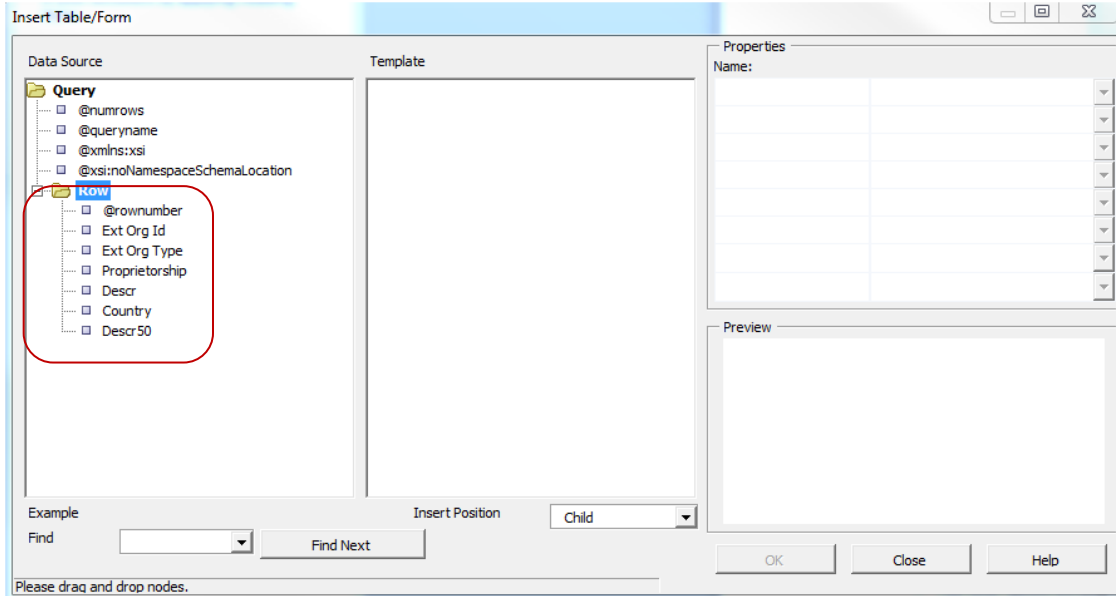 Insert Table/Form
Data Source
Query
@numrows
@queryname
@xmlns:xsi
@xsi:noNamespaceSchemaLocation
Row
@rownumber
Ext Org Id
Ext Org Type
Proprietorship
Descr
Country
Descr50
Template
Properties
Name:
Preview
Example
Find
Find Next
Insert Position
Child
OK
Close
Help
Please drag and drop nodes.